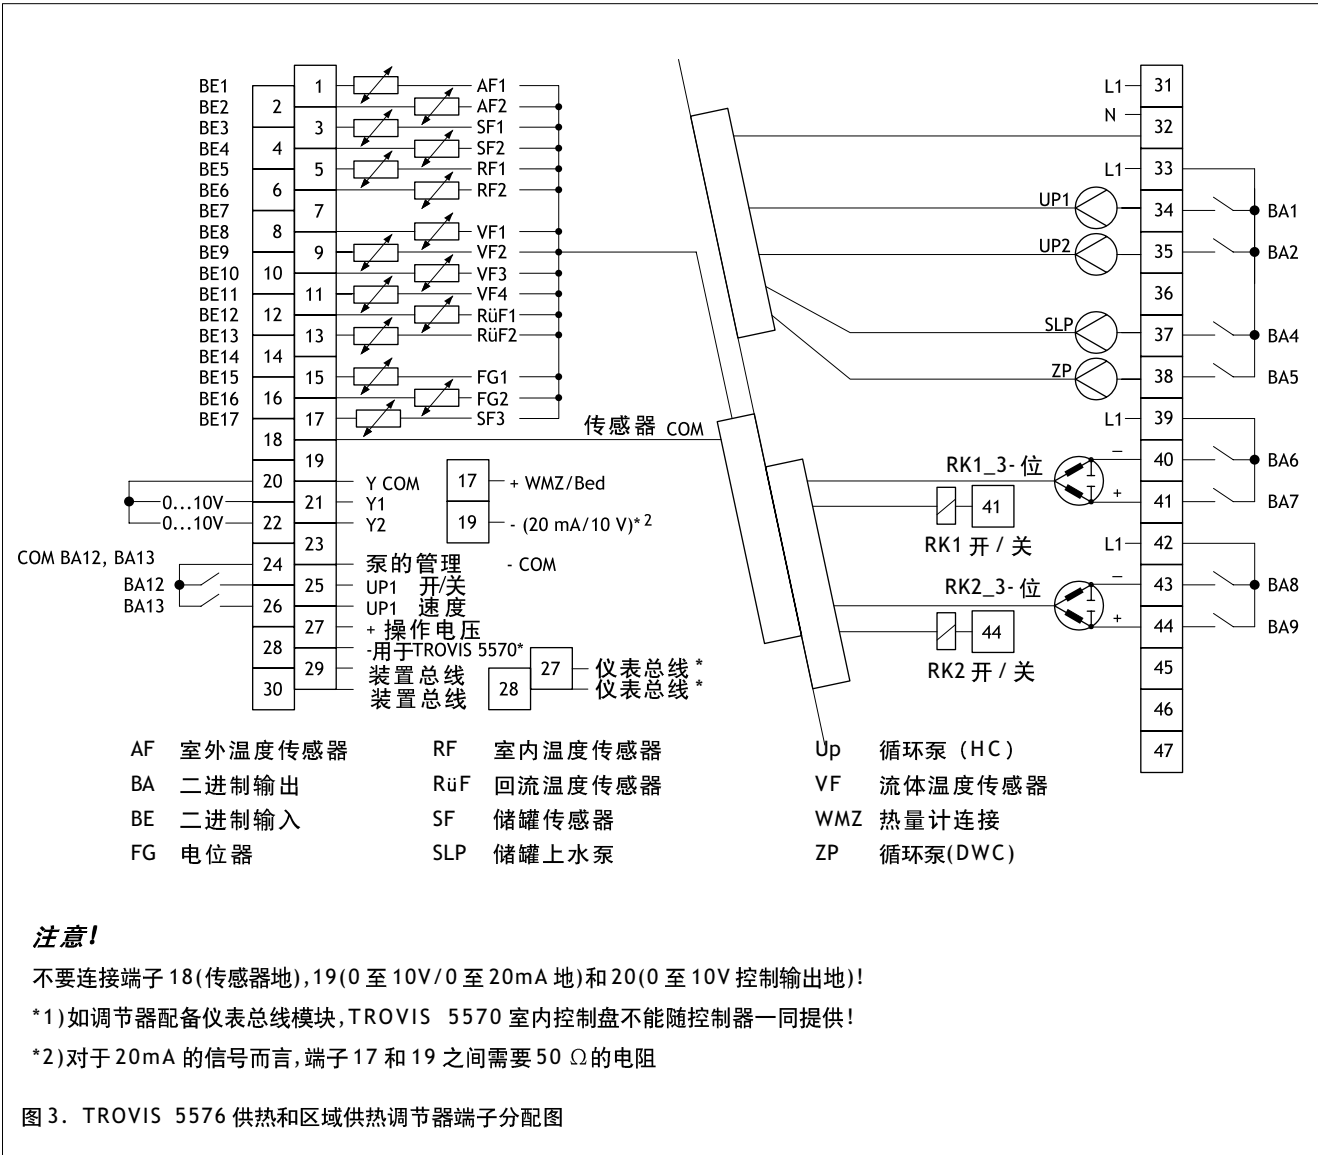 BE1 1 AF1
BE2 2 AF2
BE3 3 SF1
BE4 4 SF2
BE5 5 RF1
BE6 6 RF2
BE7 7
BE8 8 VF1
BE9 9 VF2
BE10 10 VF3
BE11 11 VF4
BE12 12 RüF1
BE13 13 RüF2
BE14 14
BE15 15 FG1
BE16 16 FG2
BE17 17 SF3
18 传感器 COM
19
20 Y COM 17 + WMZ/Bed
0...10V 21 Y1
0...10V 22 Y2 19 - (20 mA/10 V)*2
23
COM BA12, BA13 24 泵的管理 - COM
BA12 25 UP1 开/关
BA13 26 UP1 速度
27 + 操作电压
28 -用于TROVIS 5570*
29 装置总线 27 仪表总线 *
30 装置总线 28 仪表总线 *
L1 31
N 32
L1 33
UP1 34 BA1
UP2 35 BA2
36
SLP 37 BA4
ZP 38 BA5
L1 39
RK1_3-位 − 40 BA6
41 + 41 BA7
RK1 开 / 关
L1 42
RK2_3-位 − 43 BA8
44 + 44 BA9
RK2 开 / 关
45
46
47
AF 室外温度传感器 RF 室内温度传感器 Up 循环泵 (HC)
BA 二进制输出 RüF 回流温度传感器 VF 流体温度传感器
BE 二进制输入 SF 储罐传感器 WMZ 热量计连接
FG 电位器 SLP 储罐上水泵 ZP 循环泵(DWC)
注意!
不要连接端子18(传感器地),19(0至10V/0至20mA地)和20(0至10V控制输出地)!
*1)如调节器配备仪表总线模块,TROVIS 5570室内控制盘不能随控制器一同提供!
*2)对于20mA的信号而言,端子17和19之间需要50 Ω的电阻
图3. TROVIS 5576供热和区域供热调节器端子分配图